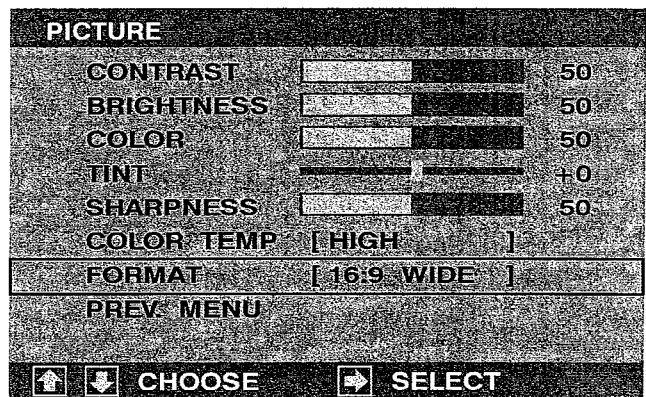 PICTURE
CONTRAST 50
BRIGHTNESS 50
COLOR 50
TINT +0
SHARPNESS 50
COLOR TEMP [ HIGH ]
FORMAT [ 16:9 WIDE ]
PREV. MENU
CHOOSE SELECT